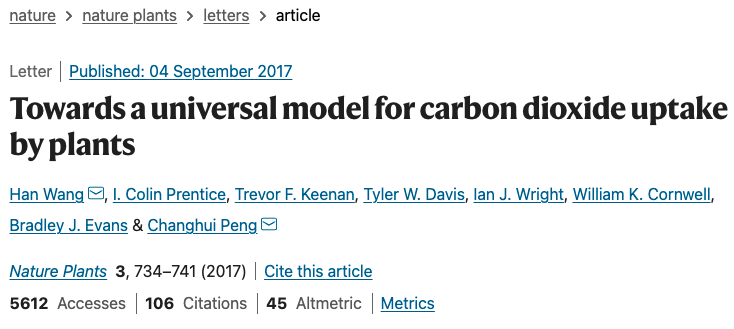 nature > nature plants > letters > article
Letter | Published: 04 September 2017
Towards a universal model for carbon dioxide uptake
by plants
Han Wang, I. Colin Prentice, Trevor F. Keenan, Tyler W. Davis, Ian J. Wright, William K. Cornwell,
Bradley J. Evans & Changhui Peng
Nature Plants 3, 734–741 (2017) | Cite this article
5612 Accesses | 106 Citations | 45 Altmetric | Metrics